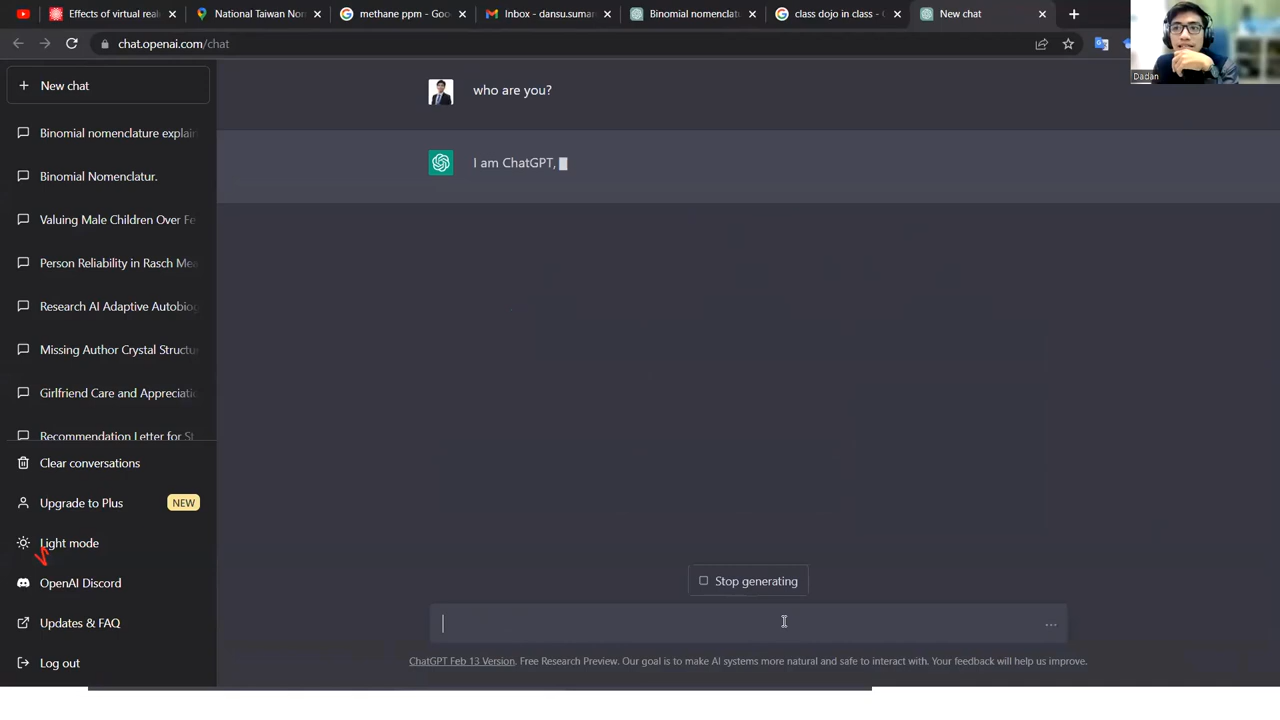 Effects of virtual reali
National Taiwan Nor
methane ppm - Goo
Inbox - dansu.suman
Binomial nomenclatu
class dojo in class - G
New chat
chat.openai.com/chat
Dadan
New chat
Binomial nomenclature explain
Binomial Nomenclatur.
Valuing Male Children Over Fe
Person Reliability in Rasch Mea
Research AI Adaptive Autobiog
Missing Author Crystal Structu
Girlfriend Care and Appreciatic
Recommendation Letter for St
Clear conversations
Upgrade to Plus
NEW
Light mode
OpenAI Discord
Updates & FAQ
Log out
who are you?
I am ChatGPT,
Stop generating
ChatGPT Feb 13 Version. Free Research Preview. Our goal is to make AI systems more natural and safe to interact with. Your feedback will help us improve.